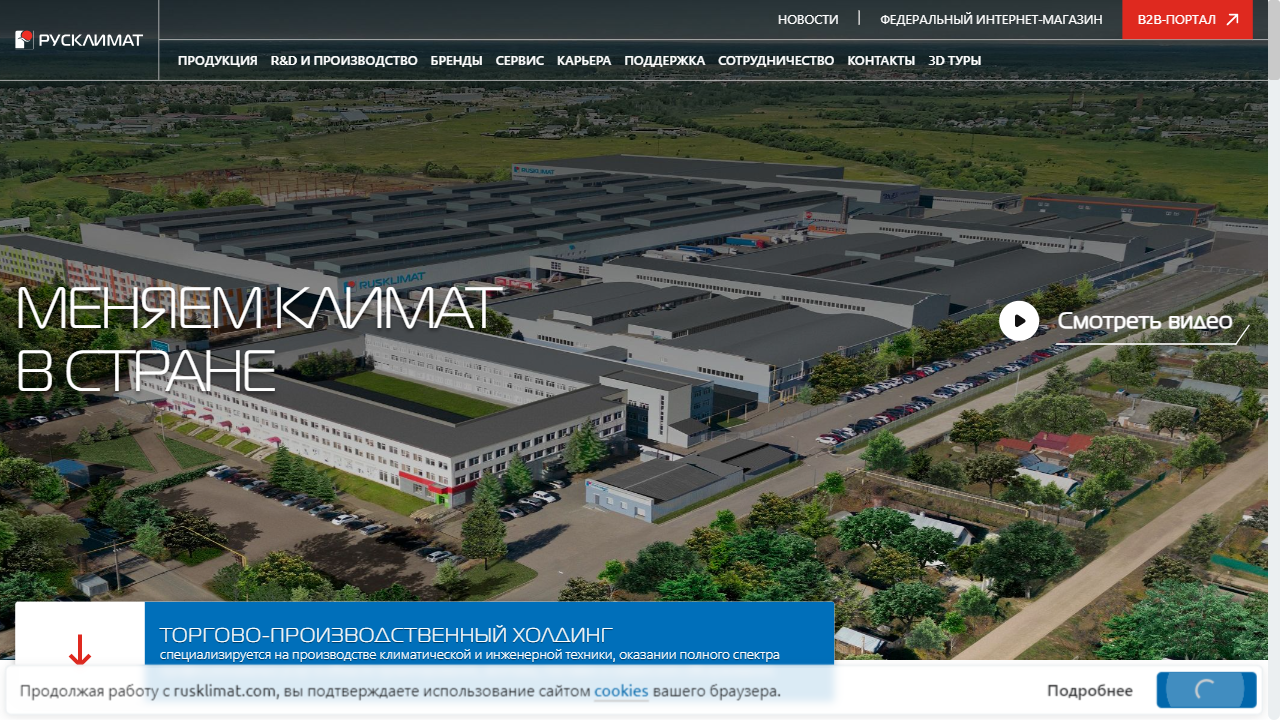 НОВОСТИ
ФЕДЕРАЛЬНЫЙ ИНТЕРНЕТ-МАГАЗИН
B2B-ПОРТАЛ
РУСКЛИМАТ
ПРОДУКЦИЯ
R&D И ПРОИЗВОДСТВО
БРЕНДЫ
СЕРВИС
КАРЬЕРА
ПОДДЕРЖКА
СОТРУДНИЧЕСТВО
КОНТАКТЫ
3D ТУРЫ
RUSKLIMAT
RUSKLIMAT
МЕНЯЕМ КЛИМАТ
В СТРАНЕ
Смотреть видео
ТОРГОВО-ПРОИЗВОДСТВЕННЫЙ ХОЛДИНГ
специализируется на производстве климатической и инженерной техники, оказании полного спектра
Продолжая работу с rusklimat.com, вы подтверждаете использование сайтом cookies вашего браузера.
Подробнее